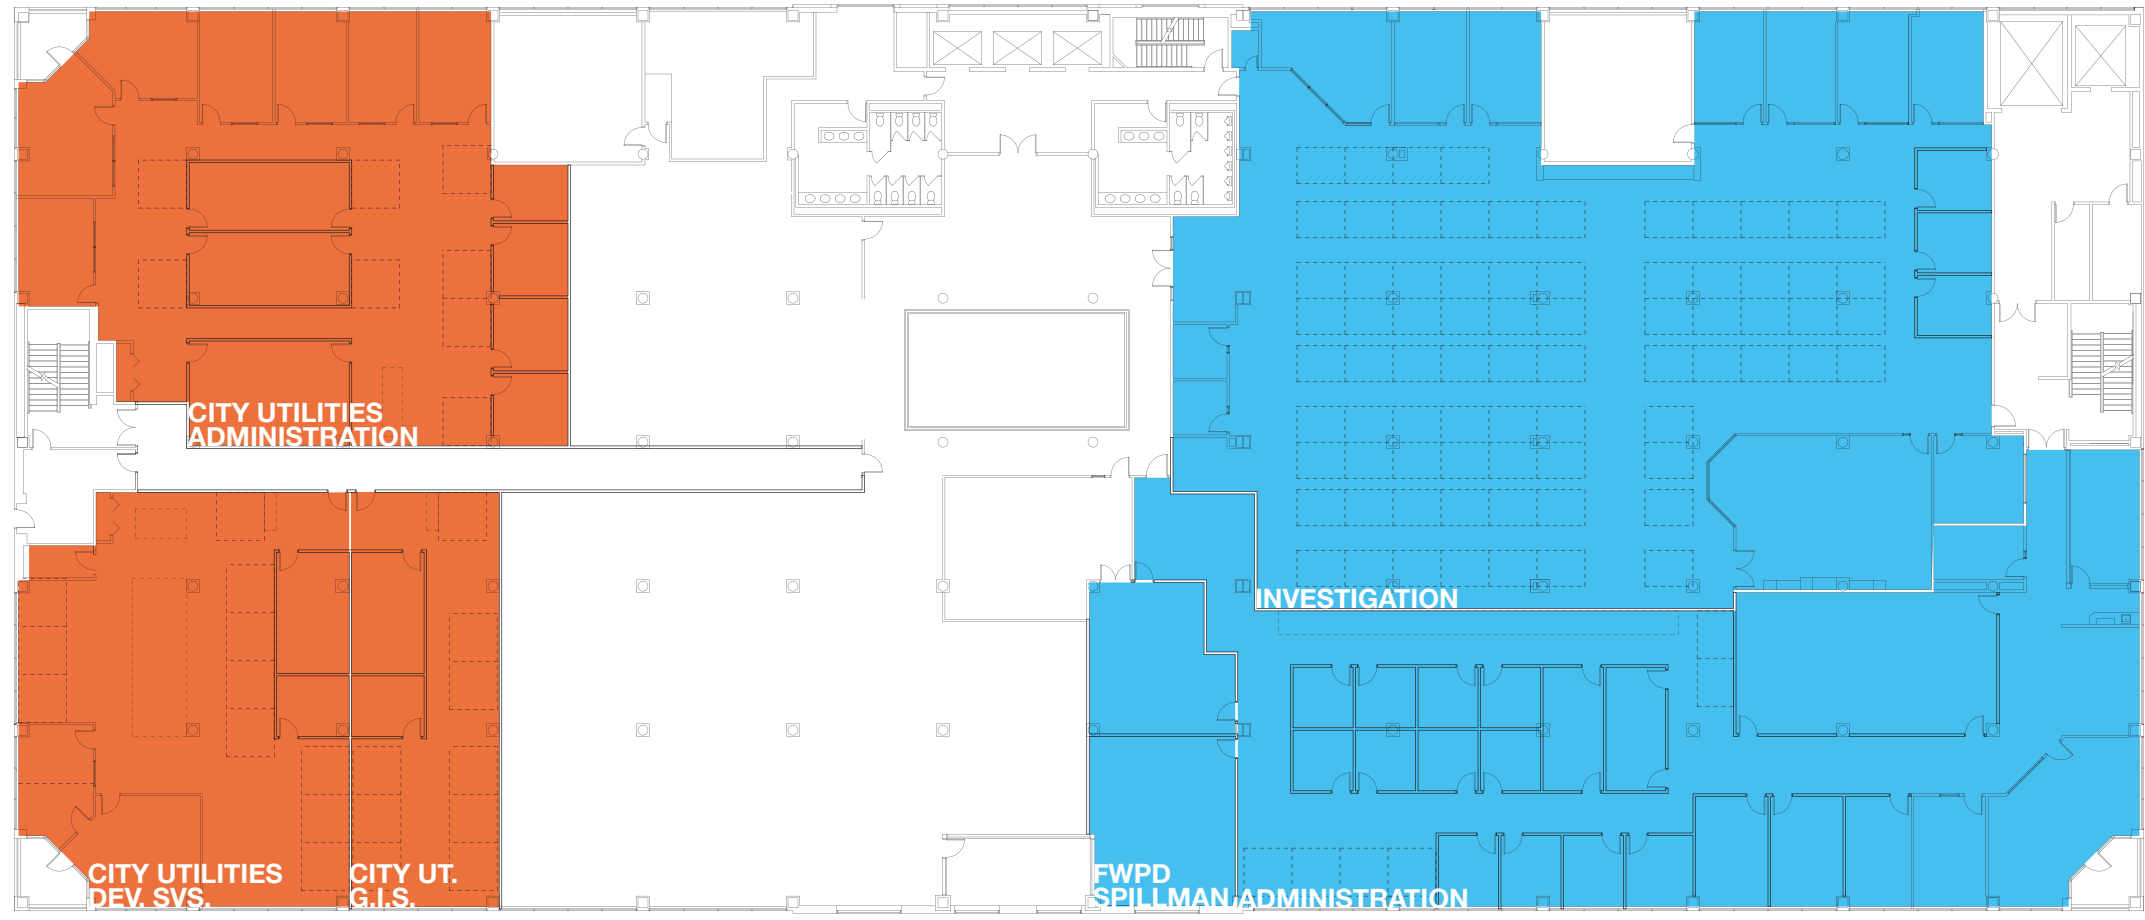 CITY UTILITIES
ADMINISTRATION
INVESTIGATION
CITY UTILITIES
DEV. SVS.
CITY UT.
G.I.S.
FWPD
SPILLMAN
ADMINISTRATION